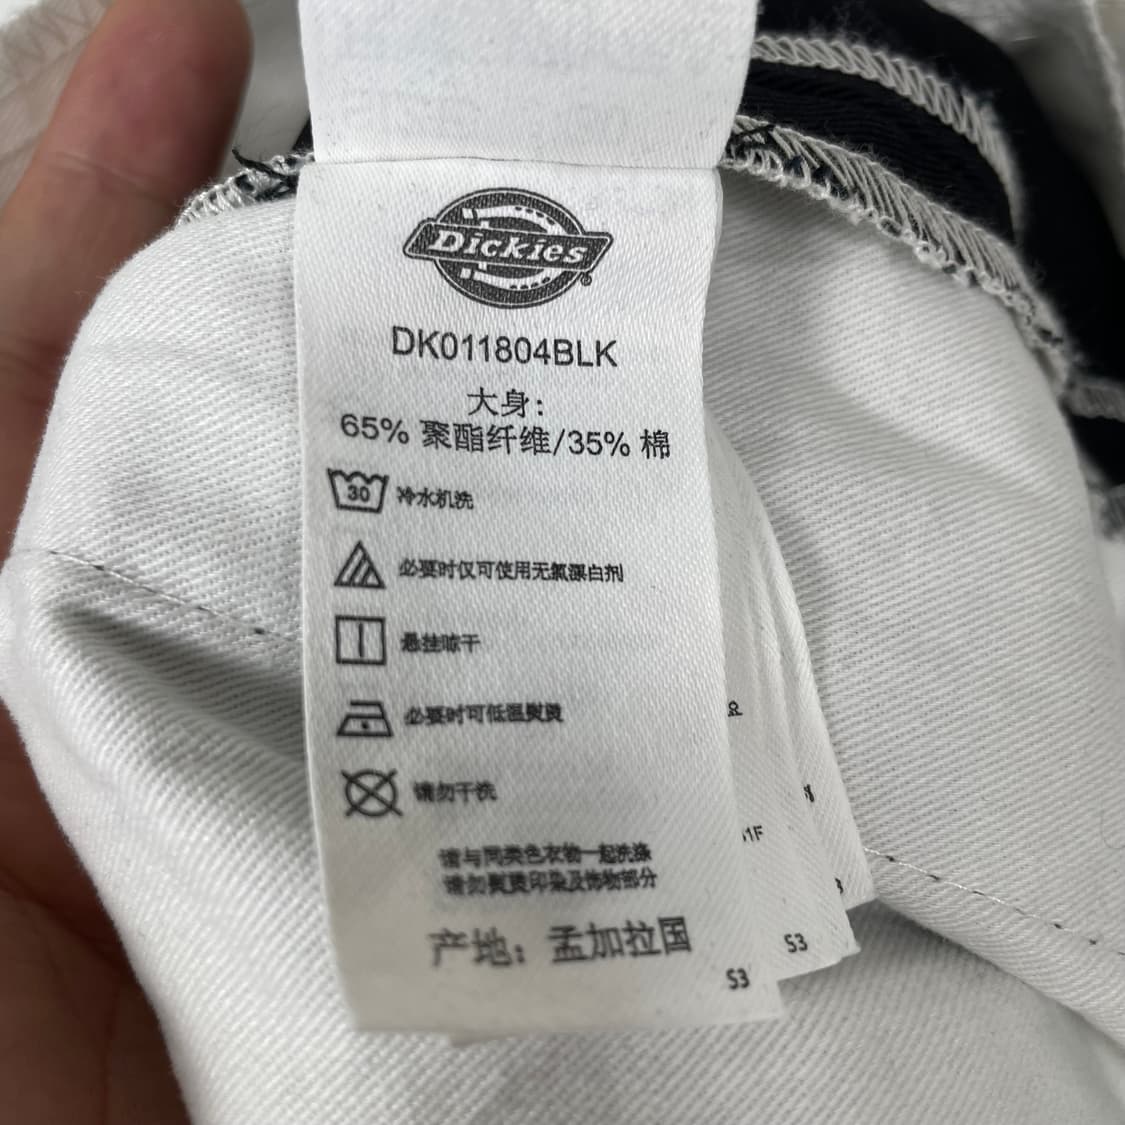 Dickies®
DK011804BLK
大身：
65% 聚酯纤维/35% 棉
30 冷水机洗
必要时仅可使用无氯漂白剂
悬挂晾干
必要时可低温熨烫
请勿干洗
请与同类色衣物一起洗涤
请勿熨烫印染及饰物部分
产地：孟加拉国
S3
S3